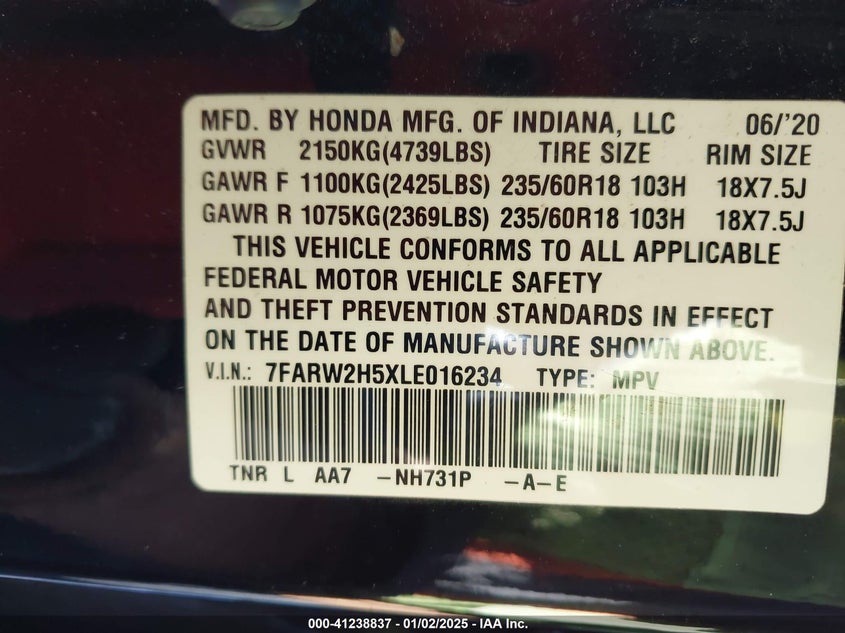 MFD. BY HONDA MFG. OF INDIANA, LLC 06/'20
GVWR 2150KG(4739LBS) TIRE SIZE RIM SIZE
GAWR F 1100KG(2425LBS) 235/60R18 103H 18X7.5J
GAWR R 1075KG(2369LBS) 235/60R18 103H 18X7.5J
THIS VEHICLE CONFORMS TO ALL APPLICABLE
FEDERAL MOTOR VEHICLE SAFETY
AND THEFT PREVENTION STANDARDS IN EFFECT
ON THE DATE OF MANUFACTURE SHOWN ABOVE.
V.I.N.: 7FARW2H5XLE016234 TYPE: MPV
TNR L AA7 -NH731P -A-E
000-41238837 - 01/02/2025 - IAA Inc.